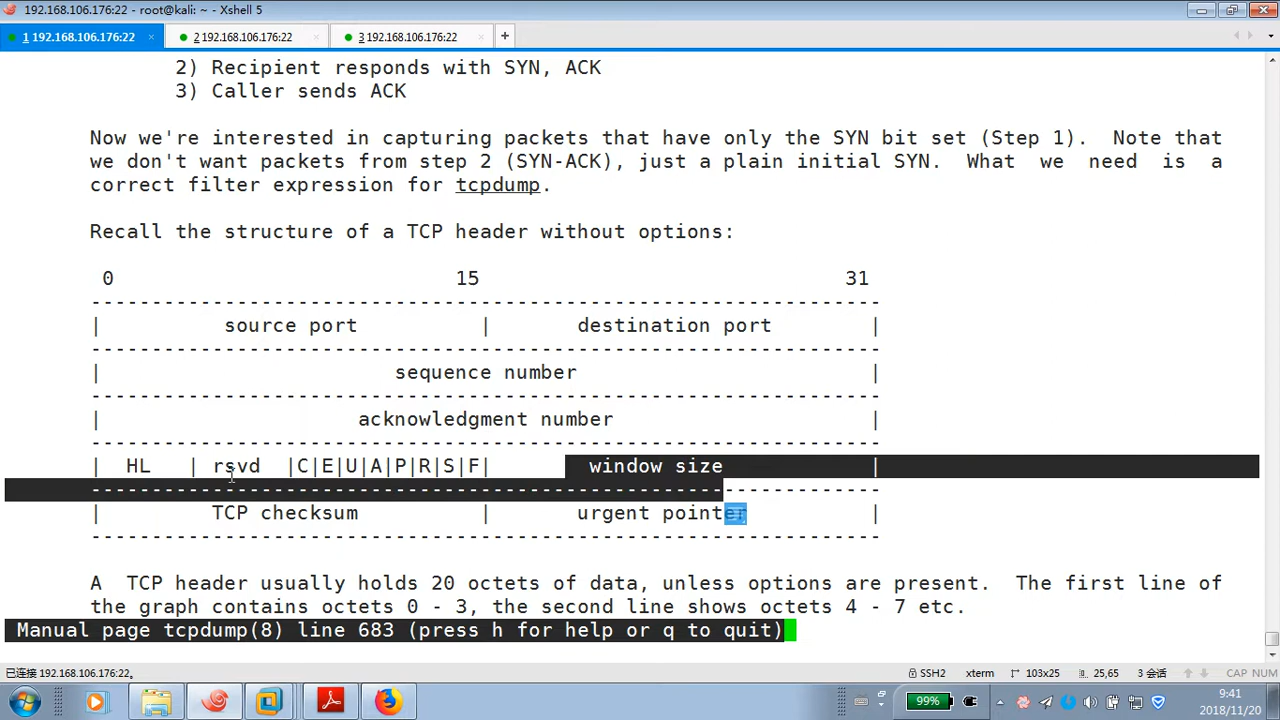 192.168.106.176:22 - root@kali: ~ - Xshell 5
1 192.168.106.176:22 × 2 192.168.106.176:22 × 3 192.168.106.176:22 × +
2) Recipient responds with SYN, ACK
3) Caller sends ACK
Now we're interested in capturing packets that have only the SYN bit set (Step 1).  Note that
we don't want packets from step 2 (SYN-ACK), just a plain initial SYN.  What  we  need  is  a
correct filter expression for tcpdump.
Recall the structure of a TCP header without options:
0 15 31
-----------------------------------------------------------------
| source port | destination port |
-----------------------------------------------------------------
| sequence number |
-----------------------------------------------------------------
| acknowledgment number |
-----------------------------------------------------------------
| HL | rsvd |C|E|U|A|P|R|S|F| window size |
-----------------------------------------------------------------
| TCP checksum | urgent pointer |
-----------------------------------------------------------------
A  TCP header usually holds 20 octets of data, unless options are present.  The first line of
the graph contains octets 0 - 3, the second line shows octets 4 - 7 etc.
Manual page tcpdump(8) line 683 (press h for help or q to quit)
已连接 192.168.106.176:22。 SSH2 xterm 103x25 25,65 3 会话 CAP NUM
99% 9:41
2018/11/20